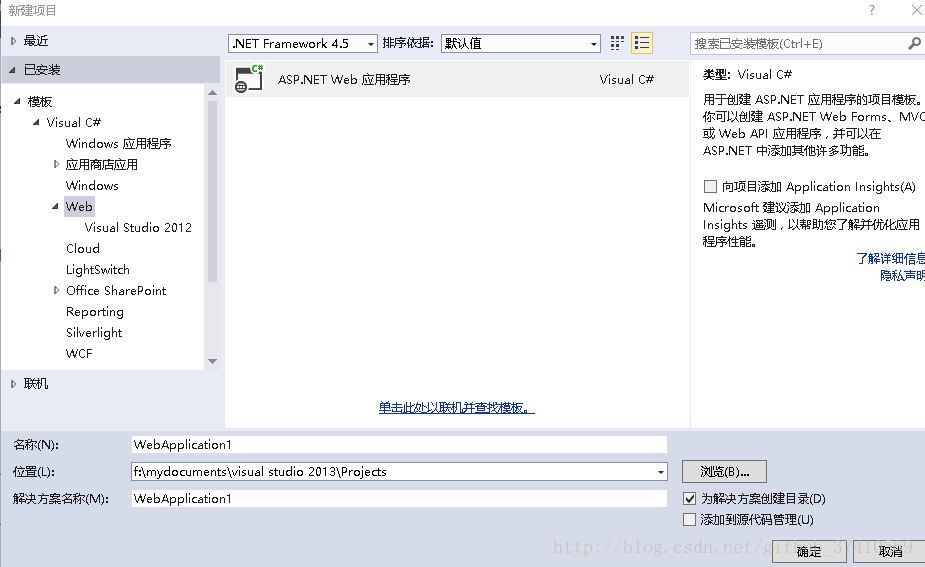 新建项目
?
最近
已安装
模板
Visual C#
Windows 应用程序
应用商店应用
Windows
Web
Visual Studio 2012
Cloud
LightSwitch
Office SharePoint
Reporting
Silverlight
WCF
联机
.NET Framework 4.5
排序依据:
默认值
搜索已安装模板(Ctrl+E)
ASP.NET Web 应用程序
Visual C#
单击此处以联机并查找模板。
类型: Visual C#
用于创建 ASP.NET 应用程序的项目模板。
你可以创建 ASP.NET Web Forms、MVC
或 Web API 应用程序，并可以在
ASP.NET 中添加其他许多功能。
向项目添加 Application Insights(A)
Microsoft 建议添加 Application
Insights 遥测，以帮助您了解并优化应用
程序性能。
了解详细信息
隐私声明
名称(N):
WebApplication1
位置(L):
f:\mydocuments\visual studio 2013\Projects
浏览(B)...
解决方案名称(M):
WebApplication1
为解决方案创建目录(D)
添加到源代码管理(U)
确定
取消